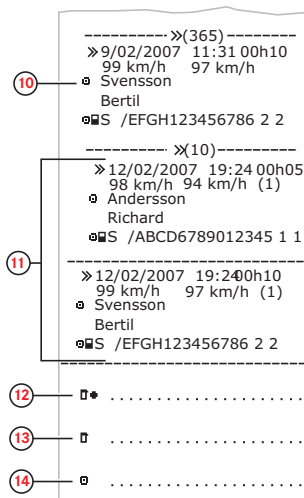 --------- »(365) ---------
»9/02/2007 11:31 00h10
99 km/h 97 km/h
10
Svensson
Bertil
S /EFGH123456786 2 2
-------- »(10)--------
» 12/02/2007 19:24 00h05
98 km/h 94 km/h (1)
Andersson
Richard
S /ABCD6789012345 1 1
11
» 12/02/2007 19:2400h10
99 km/h 97 km/h (1)
Svensson
Bertil
S /EFGH123456786 2 2
12
13
14